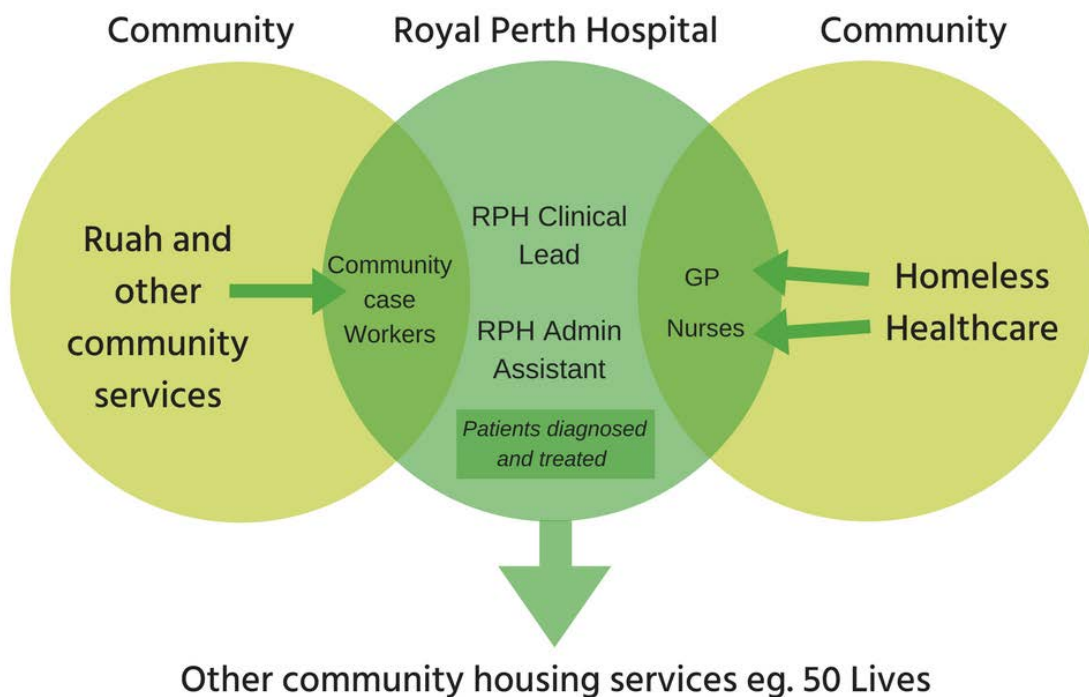 Community
Royal Perth Hospital
Community
Ruah and
other
community
services
Community
case
Workers
RPH Clinical
Lead
RPH Admin
Assistant
Patients diagnosed
and treated
GP
Nurses
Homeless
Healthcare
Other community housing services eg. 50 Lives